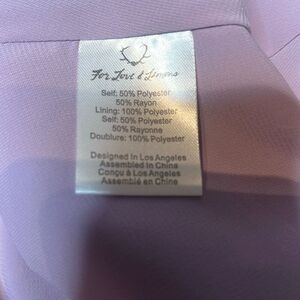 For Love & Lemons
Self: 50% Polyester
50% Rayon
Lining: 100% Polyester
Self: 50% Polyester
50% Rayonne
Doublure: 100% Polyester
Designed in Los Angeles
Assembled in China
Conçu à Los Angeles
Assemblé en Chine